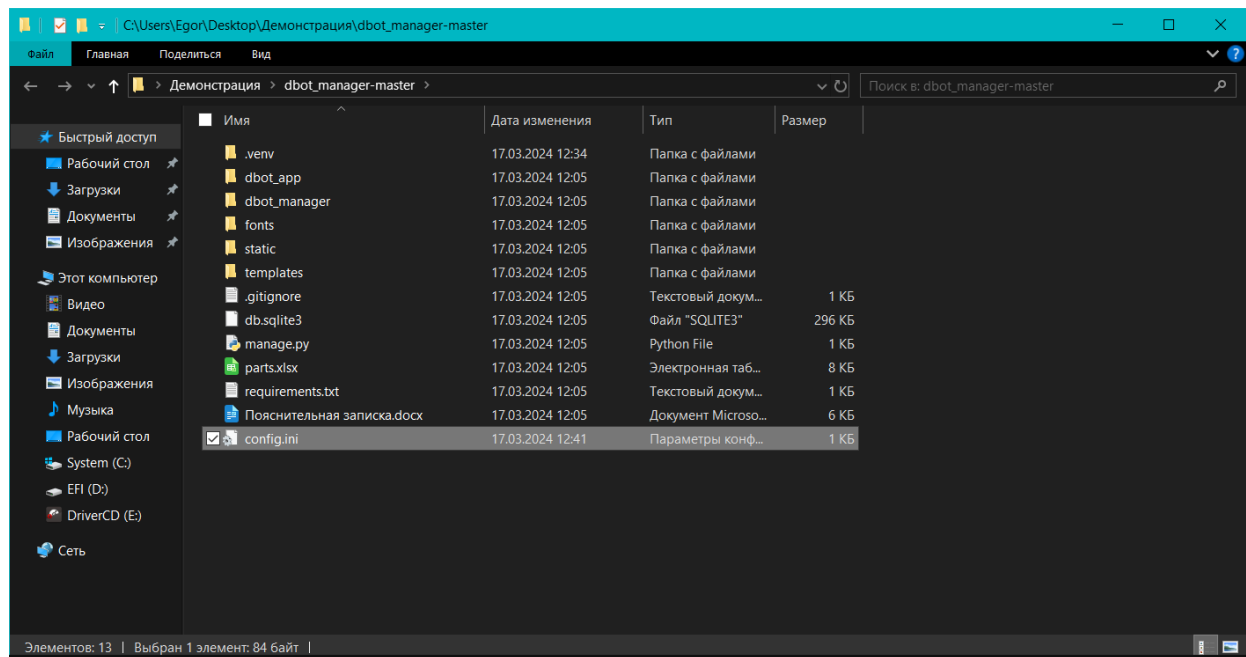 C:\Users\Egor\Desktop\Демонстрация\dbot_manager-master
Файл Главная Поделиться Вид
Демонстрация dbot_manager-master Поиск в: dbot_manager-master
Имя Дата изменения Тип Размер
Быстрый доступ
Рабочий стол
Загрузки
Документы
Изображения
Этот компьютер
Видео
Документы
Загрузки
Изображения
Музыка
Рабочий стол
System (C:)
EFI (D:)
DriverCD (E:)
Сеть
.venv 17.03.2024 12:34 Папка с файлами
dbot_app 17.03.2024 12:05 Папка с файлами
dbot_manager 17.03.2024 12:05 Папка с файлами
fonts 17.03.2024 12:05 Папка с файлами
static 17.03.2024 12:05 Папка с файлами
templates 17.03.2024 12:05 Папка с файлами
.gitignore 17.03.2024 12:05 Текстовый докум... 1 КБ
db.sqlite3 17.03.2024 12:05 Файл "SQLITE3" 296 КБ
manage.py 17.03.2024 12:05 Python File 1 КБ
parts.xlsx 17.03.2024 12:05 Электронная таб... 8 КБ
requirements.txt 17.03.2024 12:05 Текстовый докум... 1 КБ
Пояснительная записка.docx 17.03.2024 12:05 Документ Microso... 6 КБ
config.ini 17.03.2024 12:41 Параметры конф... 1 КБ
Элементов: 13 Выбран 1 элемент: 84 байт